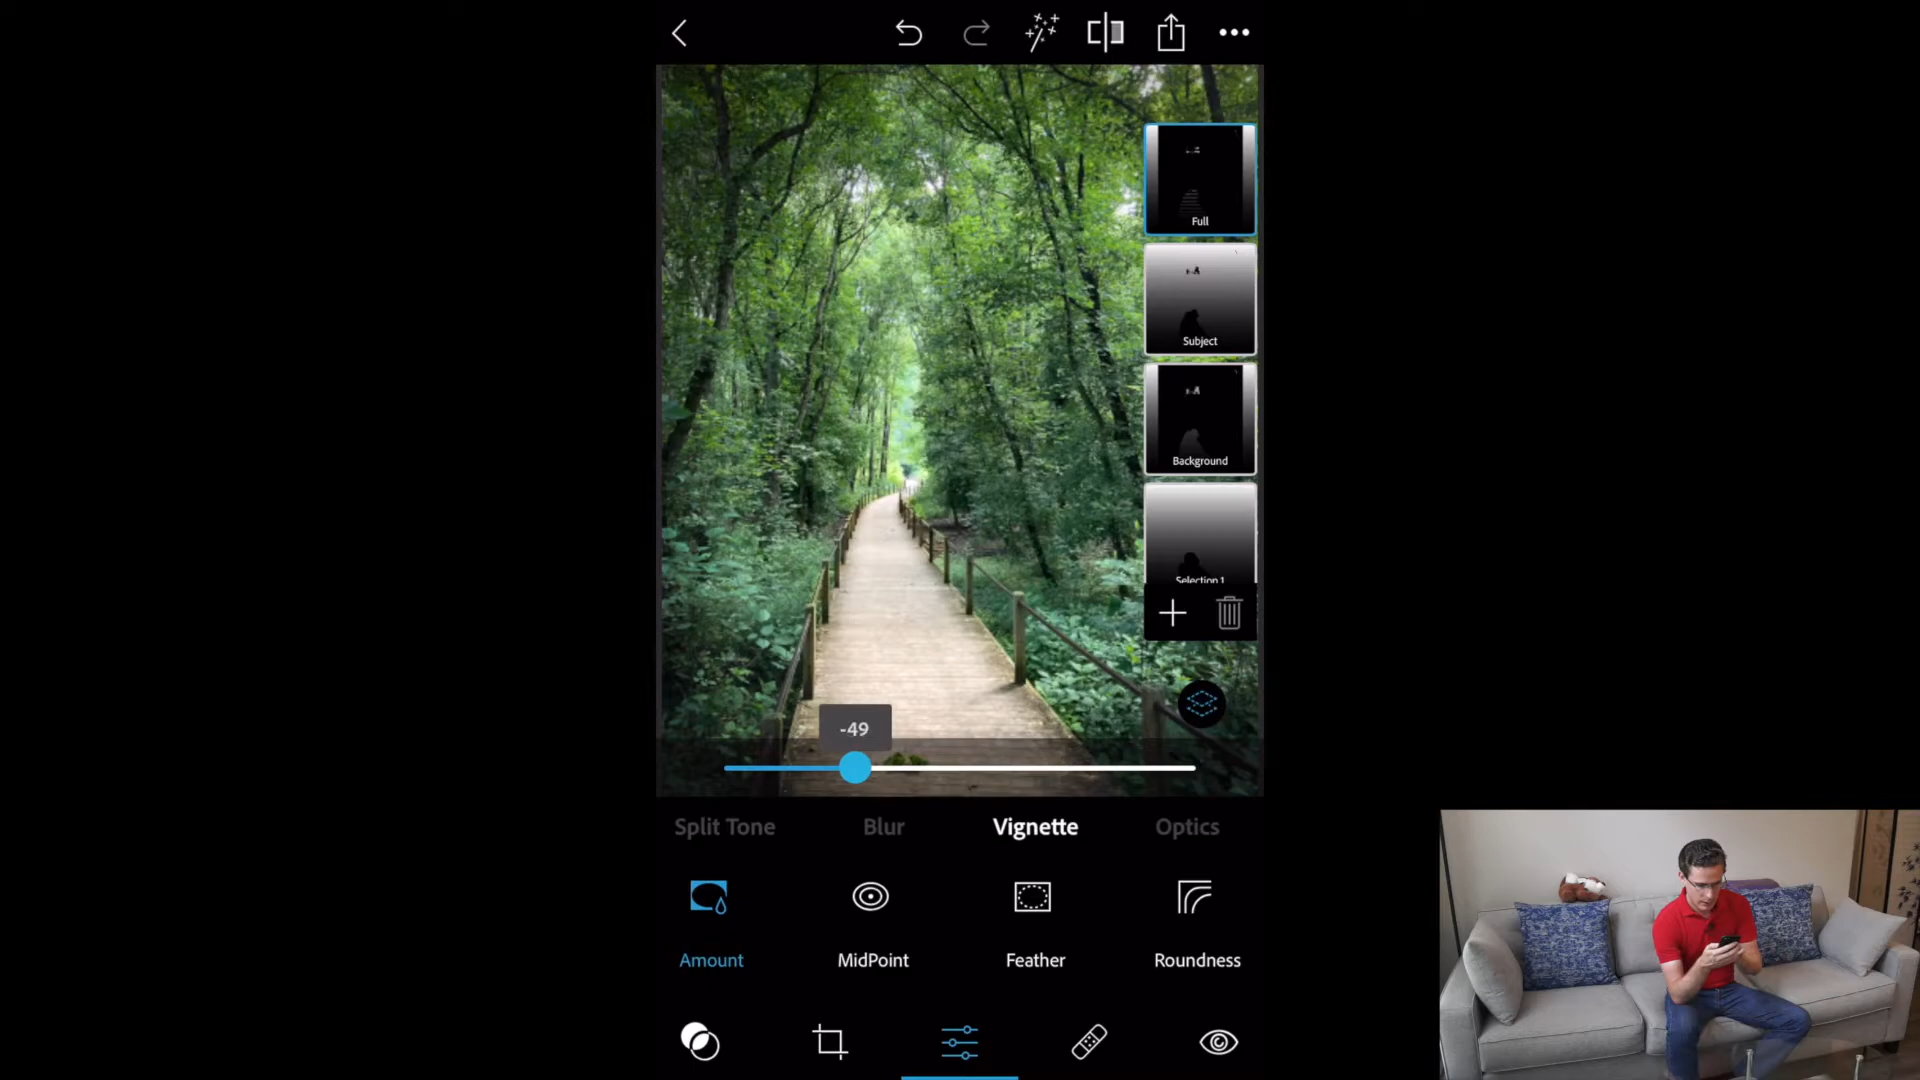 Full
Subject
Background
Selection 1
-49
Split Tone
Blur
Vignette
Optics
Amount
MidPoint
Feather
Roundness